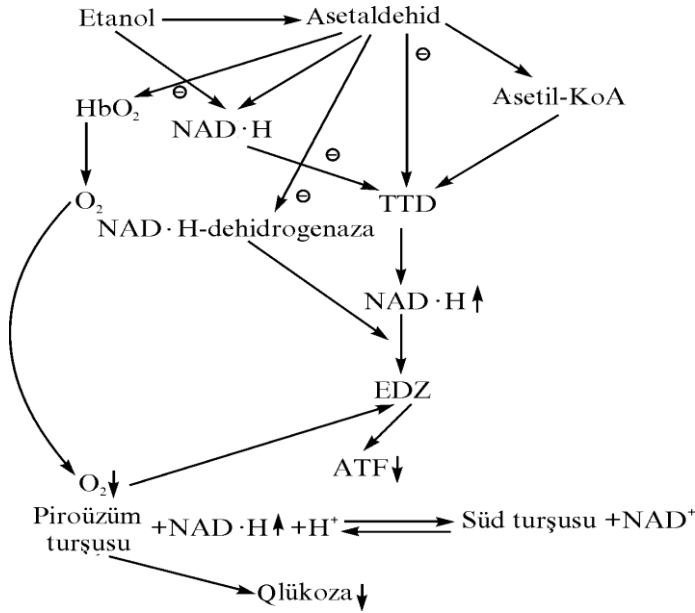 Etanol
Asetaldehid
⊖
⊖
HbO₂
Asetil-KoA
NAD·H
⊖
⊖
O₂
TTD
NAD·H-dehidrogenaza
NAD·H
EDZ
ATF
O₂
Piroüzüm turşusu
+NAD·H +H⁺
Süd turşusu +NAD⁺
Qlükoza